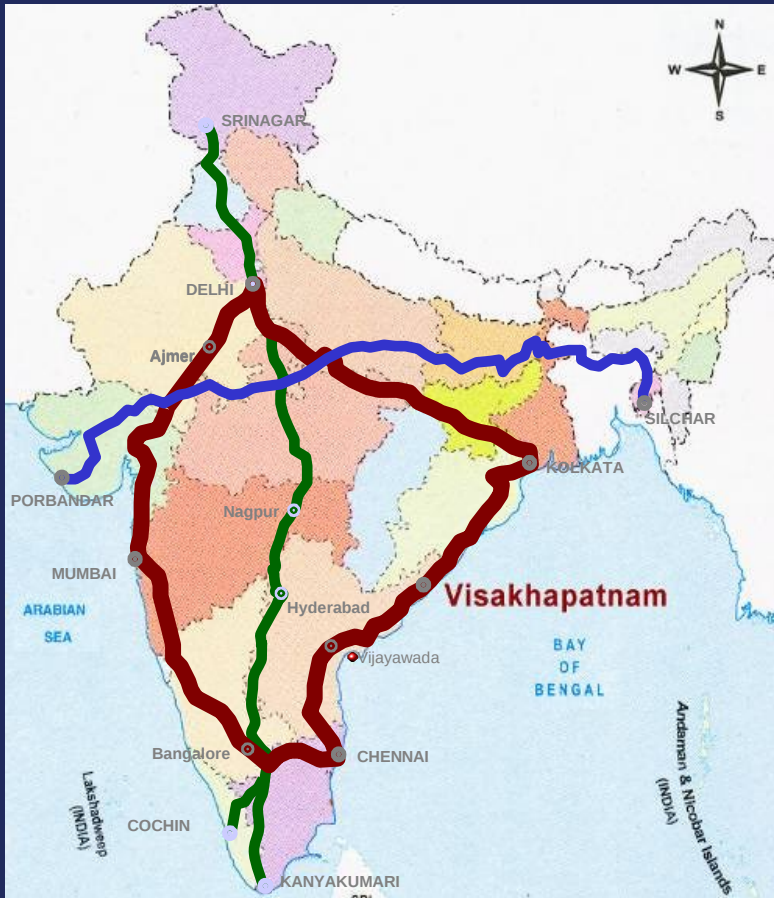 N
W E
S
SRINAGAR
DELHI
Ajmer
SILCHAR
KOLKATA
PORBANDAR
Nagpur
MUMBAI
Visakhapatnam
Hyderabad
ARABIAN
SEA
BAY
OF
BENGAL
Vijayawada
Bangalore
CHENNAI
Andaman & Nicobar Islands
(INDIA)
Lakshadweep
(INDIA)
COCHIN
KANYAKUMARI